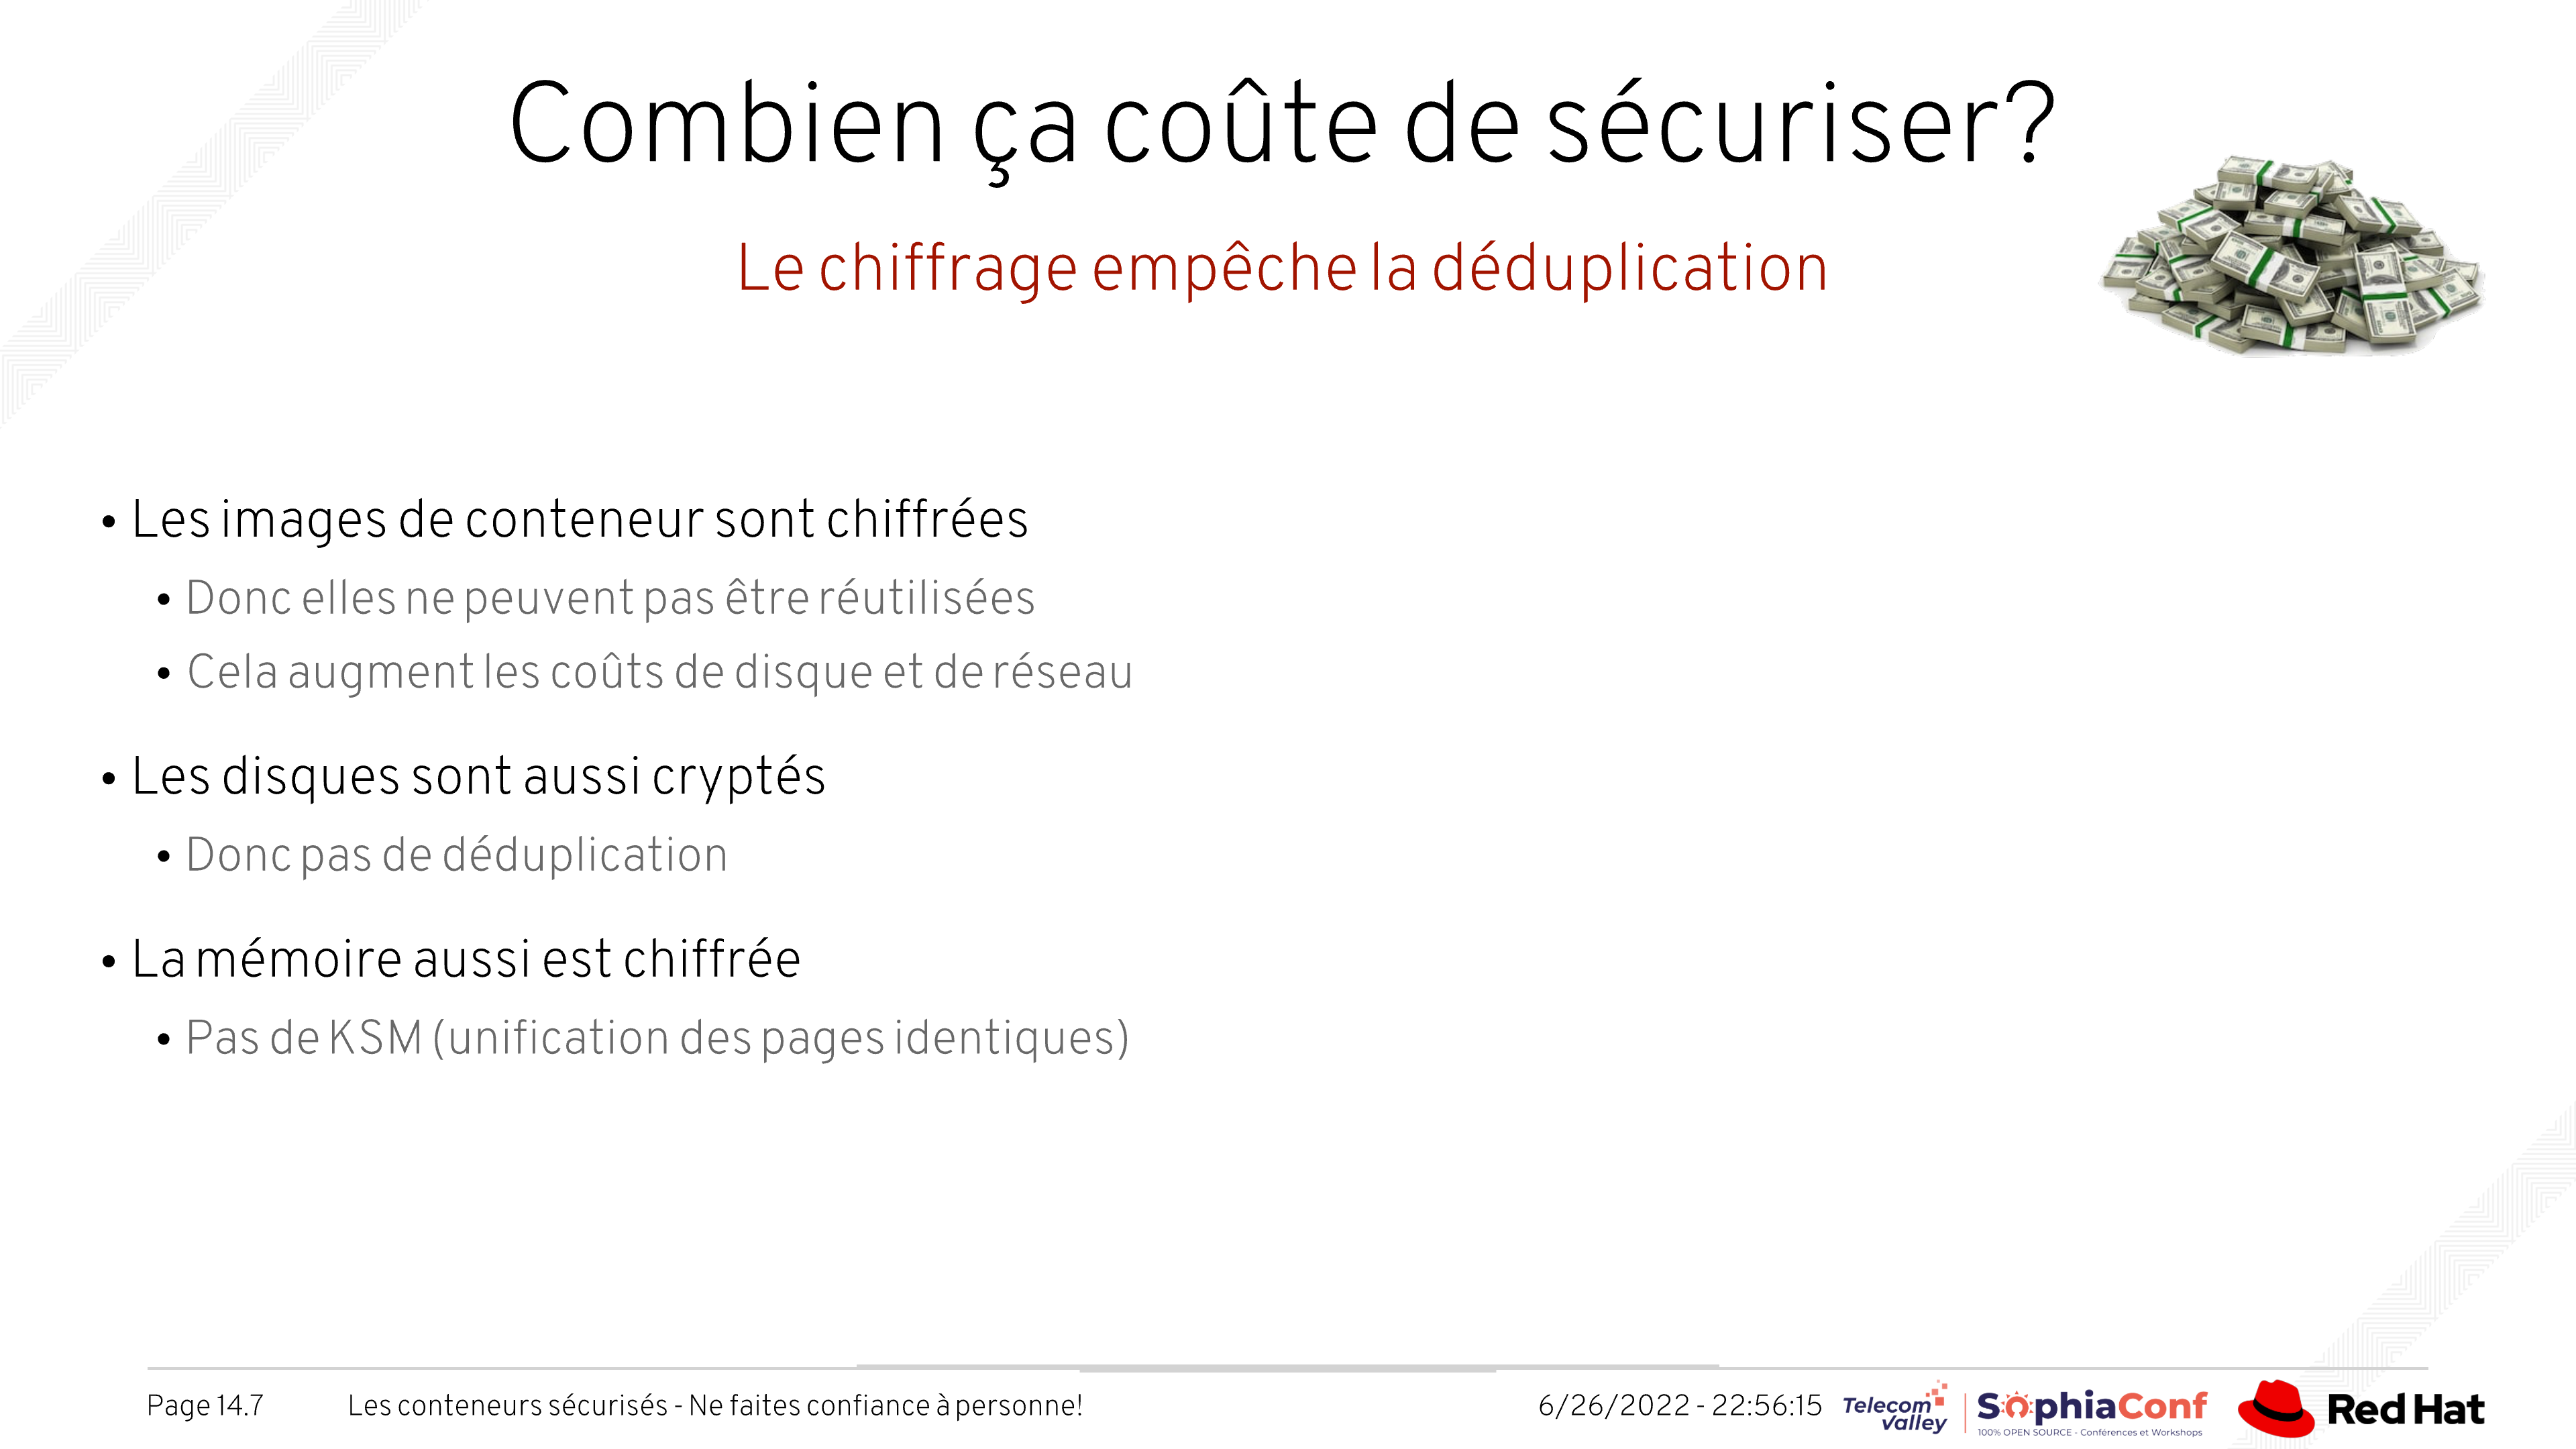 Combien ça coûte de sécuriser?
Le chiffrage empêche la déduplication
• Les images de conteneur sont chiffrées
• Donc elles ne peuvent pas être réutilisées
• Cela augment les coûts de disque et de réseau
• Les disques sont aussi cryptés
• Donc pas de déduplication
• La mémoire aussi est chiffrée
• Pas de KSM (unification des pages identiques)
Page 14.7 Les conteneurs sécurisés - Ne faites confiance à personne! 6/26/2022 - 22:56:15
Telecom Valley
SophiaConf
100% OPEN SOURCE - Conférences et Workshops
Red Hat